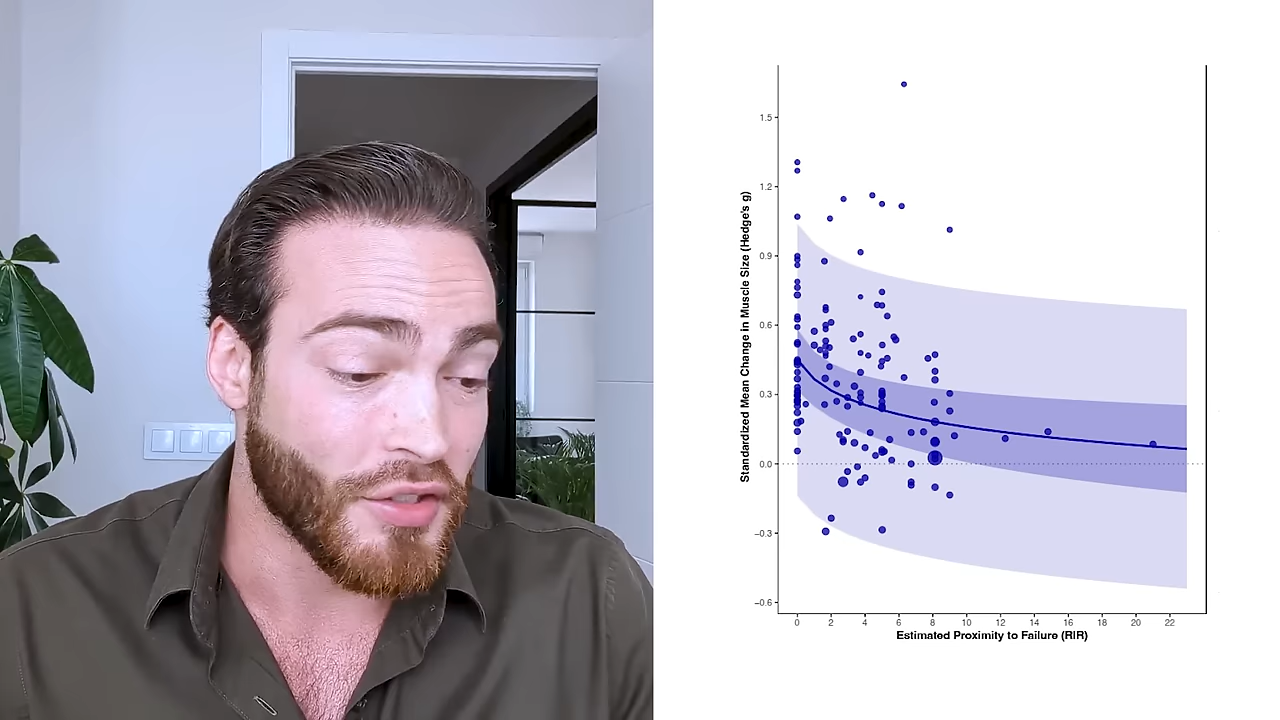 Standardized Mean Change in Muscle Size (Hedge's g)
1.5
1.2
0.9
0.6
0.3
0.0
−0.3
−0.6
0 2 4 6 8 10 12 14 16 18 20 22
Estimated Proximity to Failure (RIR)